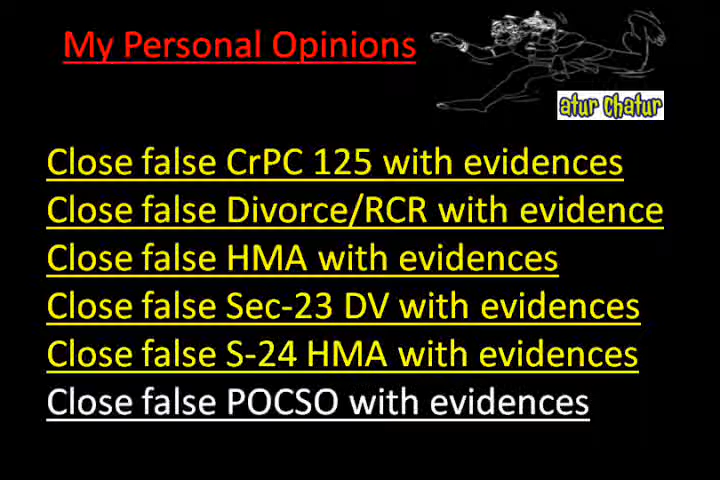 My Personal Opinions
atur Chatur
Close false CrPC 125 with evidences
Close false Divorce/RCR with evidence
Close false HMA with evidences
Close false Sec-23 DV with evidences
Close false S-24 HMA with evidences
Close false POCSO with evidences